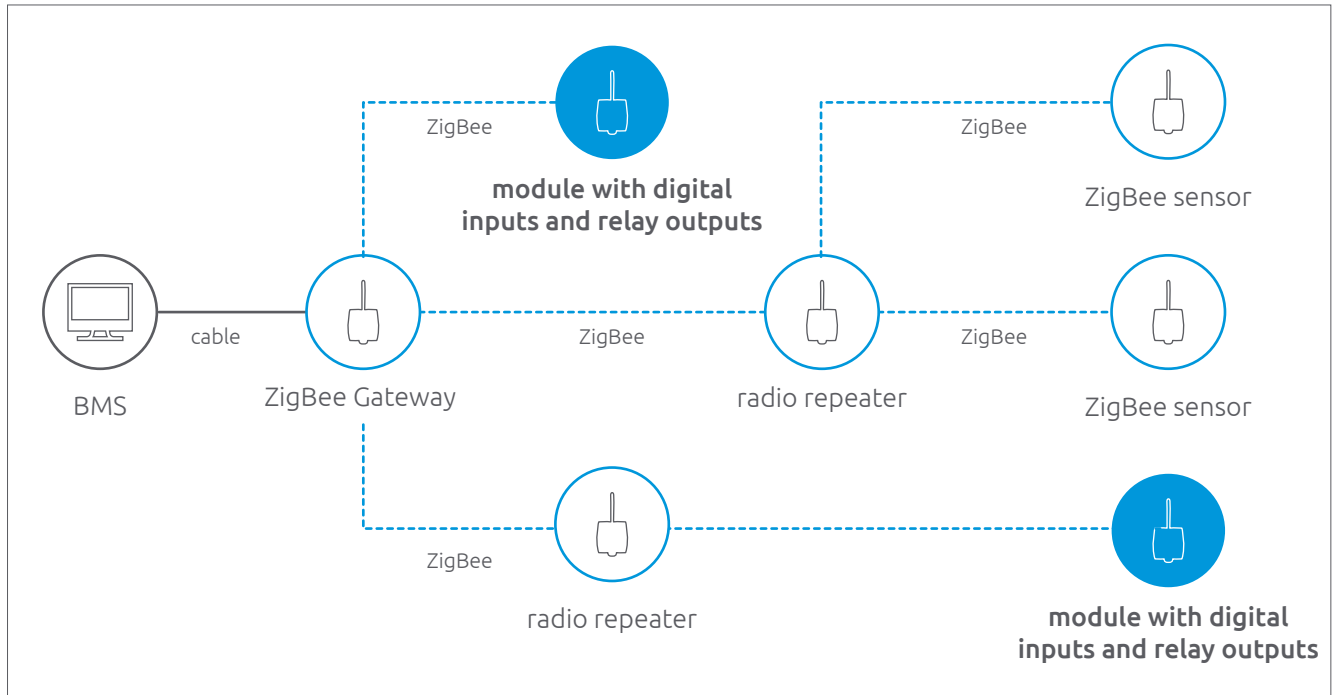 ZigBee
ZigBee
module with digital
inputs and relay outputs
ZigBee sensor
cable
ZigBee
ZigBee
BMS
ZigBee Gateway
radio repeater
ZigBee sensor
ZigBee
radio repeater
module with digital
inputs and relay outputs